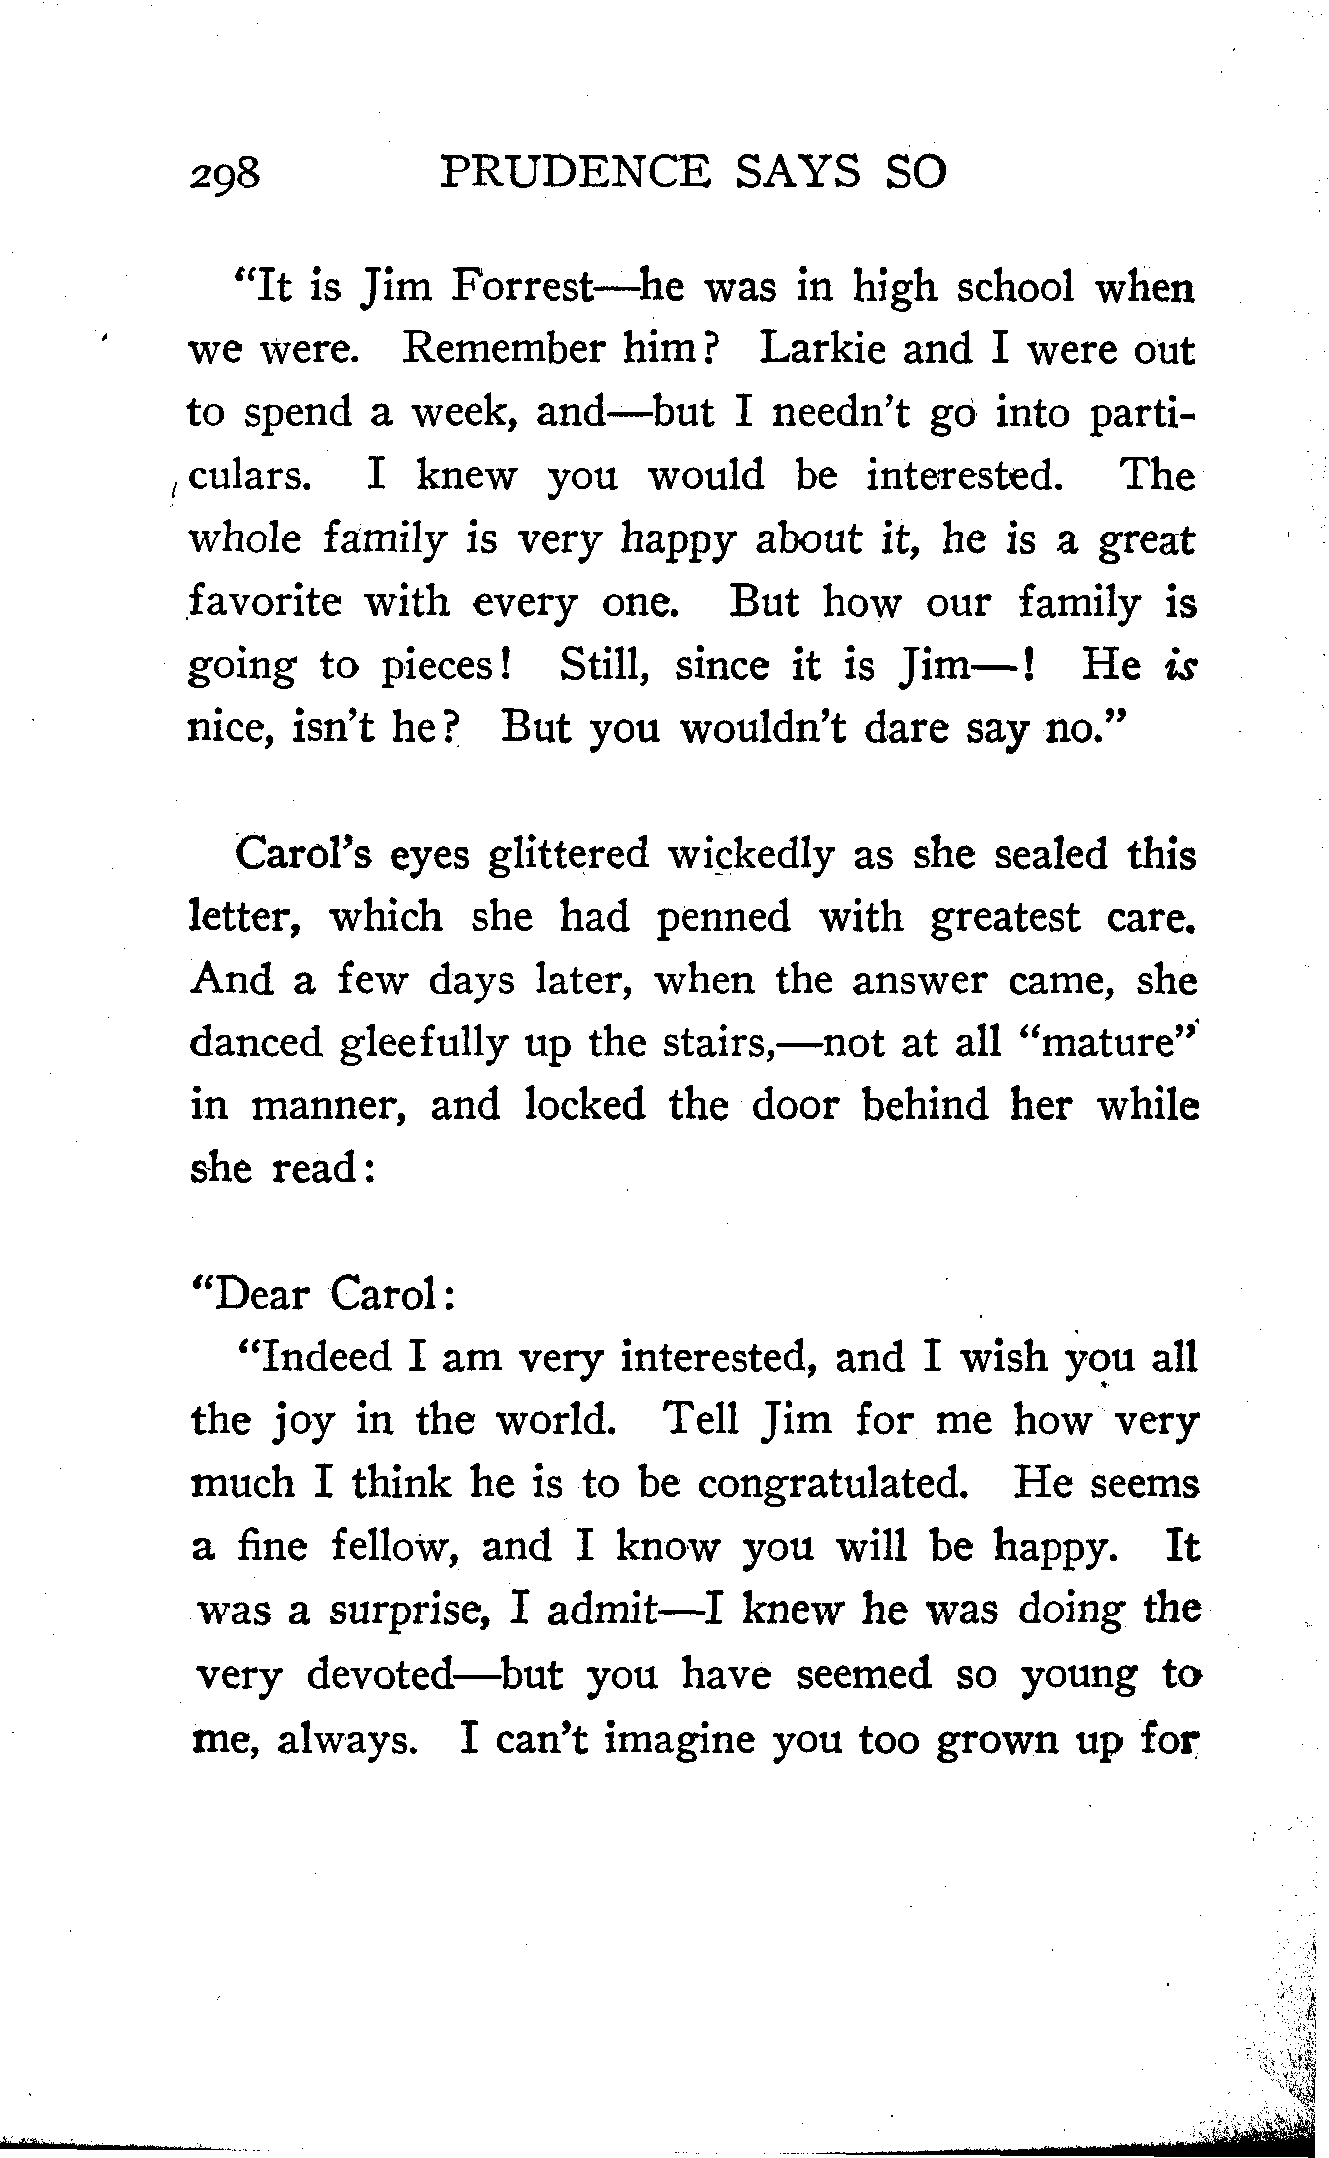 298 PRUDENCE SAYS SO
"It is Jim Forrest—he was in high school when
we were. Remember him? Larkie and I were out
to spend a week, and—but I needn't go into parti-
culars. I knew you would be interested. The
whole family is very happy about it, he is a great
favorite with every one. But how our family is
going to pieces! Still, since it is Jim—! He is
nice, isn't he? But you wouldn't dare say no."
Carol's eyes glittered wickedly as she sealed this
letter, which she had penned with greatest care.
And a few days later, when the answer came, she
danced gleefully up the stairs,—not at all "mature"
in manner, and locked the door behind her while
she read:
"Dear Carol:
"Indeed I am very interested, and I wish you all
the joy in the world. Tell Jim for me how very
much I think he is to be congratulated. He seems
a fine fellow, and I know you will be happy. It
was a surprise, I admit—I knew he was doing the
very devoted—but you have seemed so young to
me, always. I can't imagine you too grown up for